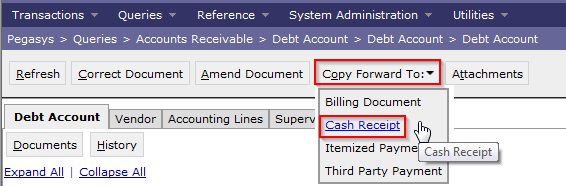 Transactions Queries Reference System Administration Utilities
Pegasys > Queries > Accounts Receivable > Debt Account > Debt Account > Debt Account
Refresh Correct Document Amend Document Copy Forward To: Attachments
Billing Document
Debt Account Vendor Accounting Lines Superv
Cash Receipt
Documents History
Itemized Payme
Cash Receipt
Expand All | Collapse All
Third Party Payment